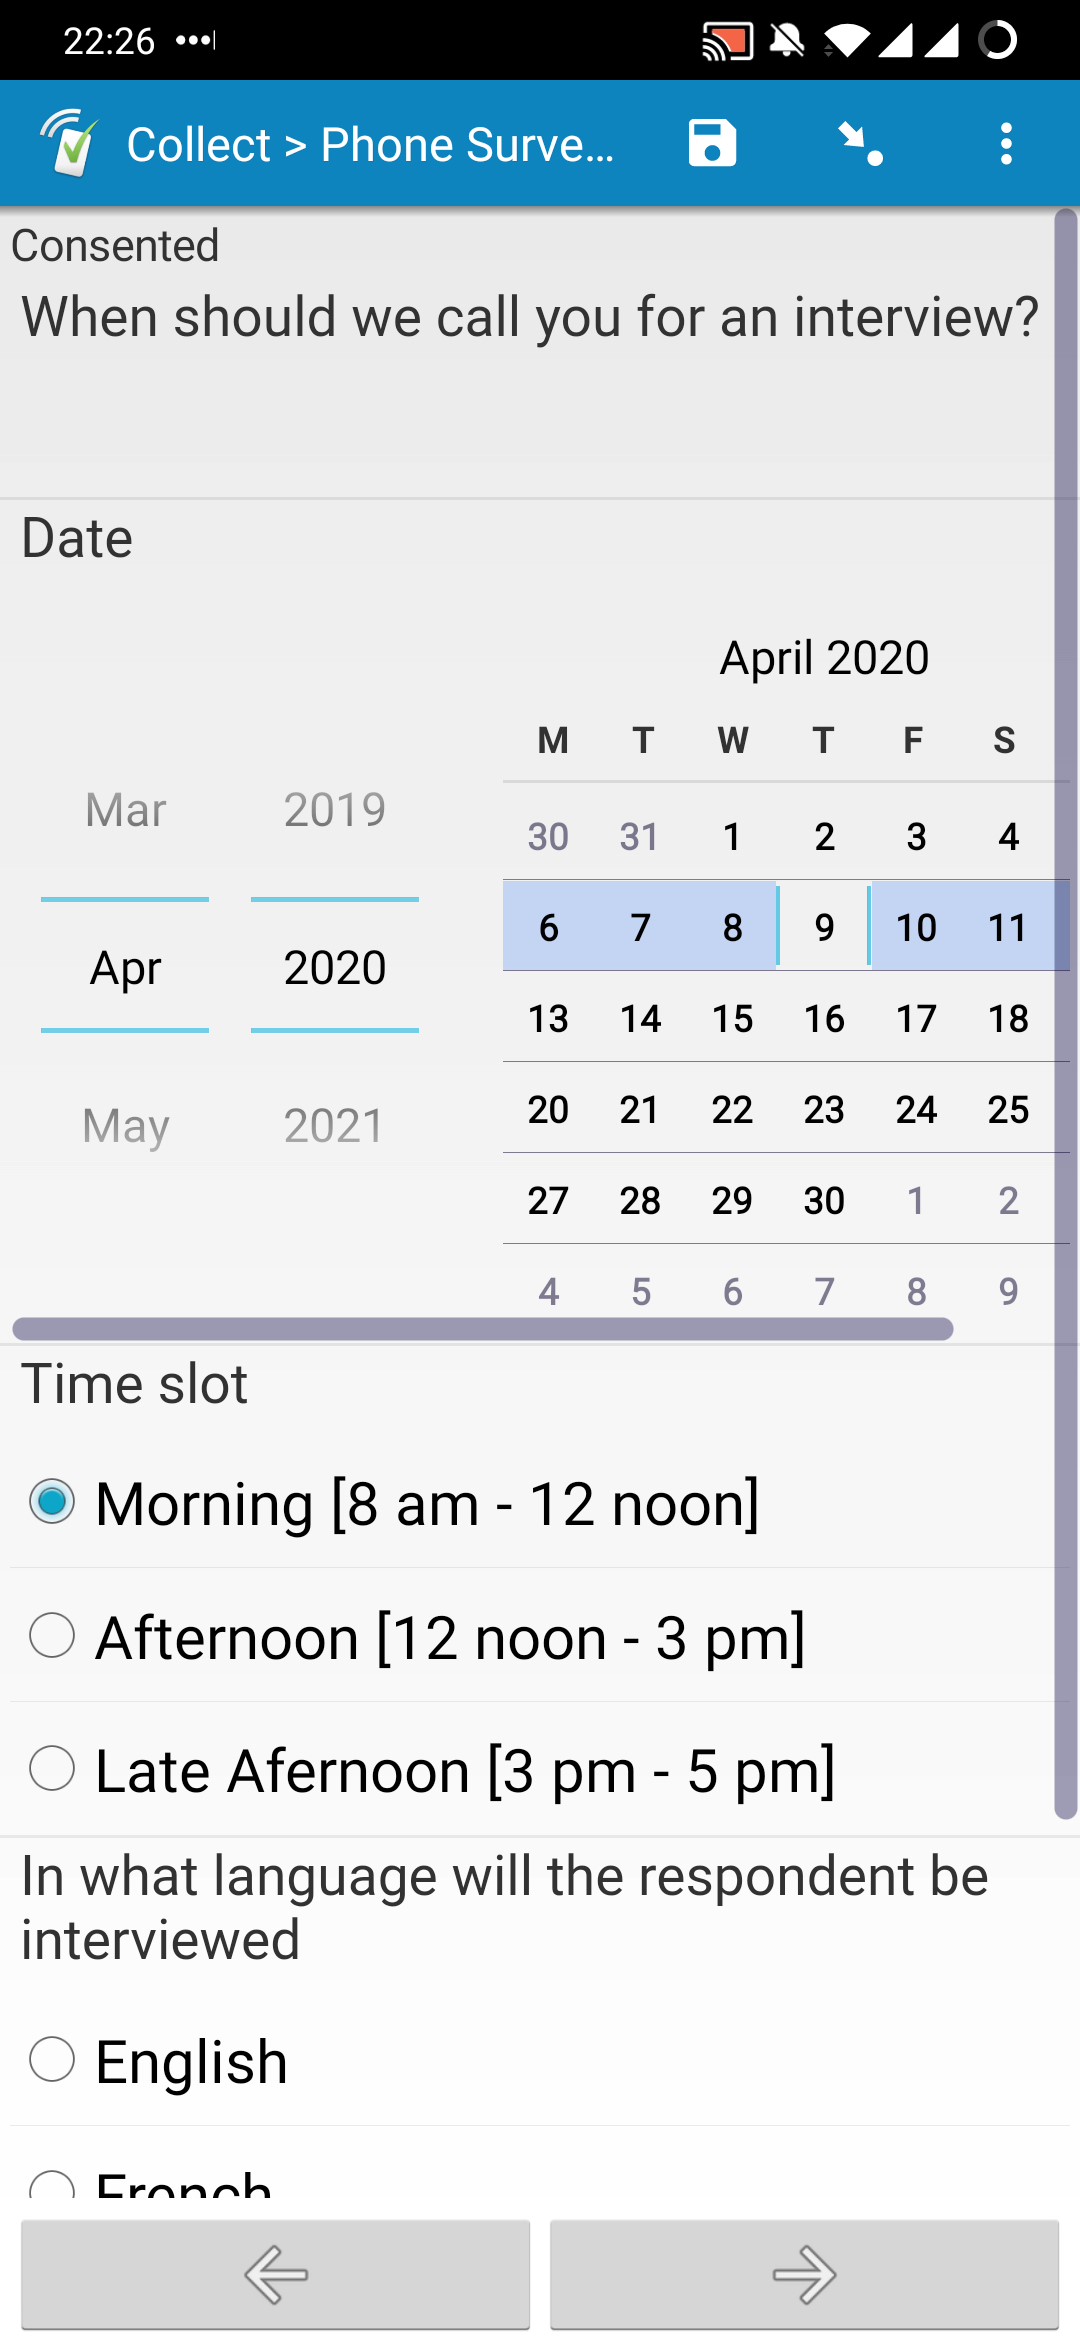 22:26
Collect > Phone Surve...
Consented
When should we call you for an interview?
Date
April 2020
M T W T F S
Mar 2019
30 31 1 2 3 4
6 7 8 9 10 11
Apr 2020
13 14 15 16 17 18
20 21 22 23 24 25
May 2021
27 28 29 30 1 2
4 5 6 7 8 9
Time slot
Morning [8 am - 12 noon]
Afternoon [12 noon - 3 pm]
Late Afernoon [3 pm - 5 pm]
In what language will the respondent be
interviewed
English
French